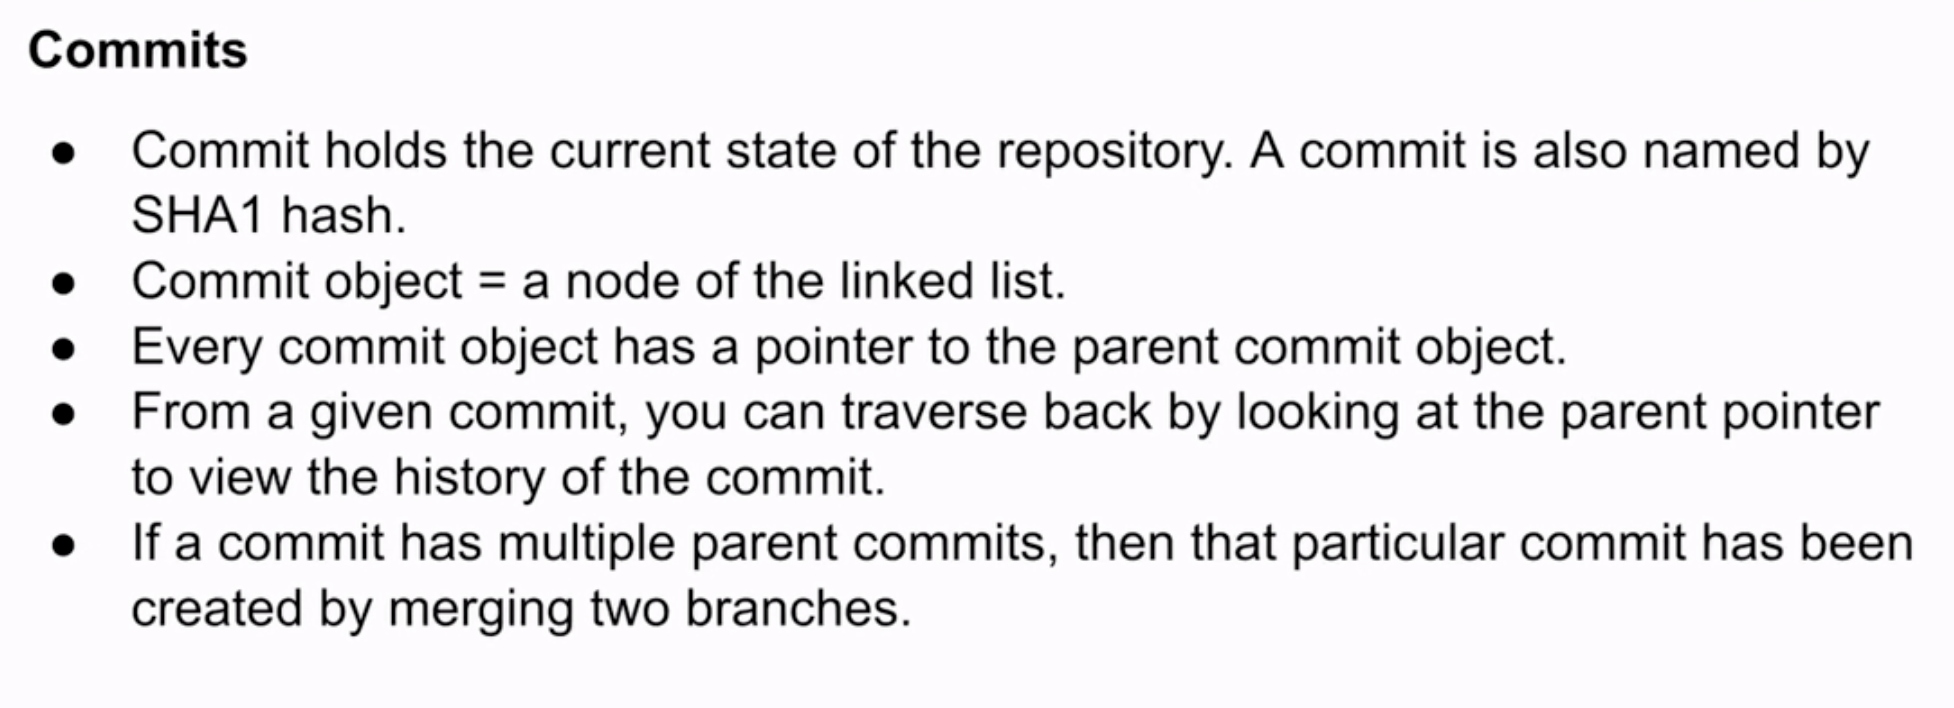 Commits
● Commit holds the current state of the repository. A commit is also named by
SHA1 hash.
● Commit object = a node of the linked list.
● Every commit object has a pointer to the parent commit object.
● From a given commit, you can traverse back by looking at the parent pointer
to view the history of the commit.
● If a commit has multiple parent commits, then that particular commit has been
created by merging two branches.